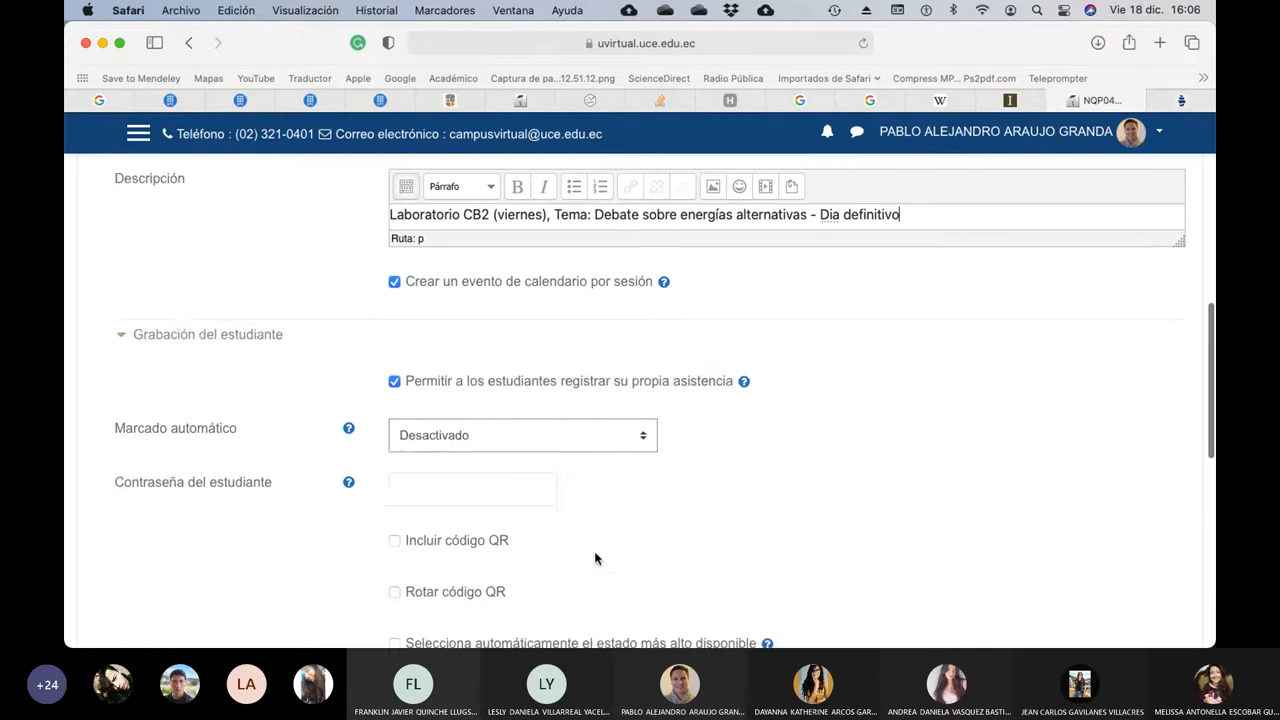 Safari Archivo Edición Visualización Historial Marcadores Ventana Ayuda Vie 18 dic. 16:06
uvirtual.uce.edu.ec
Save to Mendeley Mapas YouTube Traductor Apple Google Académico Captura de pa...12.51.12.png ScienceDirect Radio Pública Importados de Safari Compress MP... Ps2pdf.com Teleprompter
NQP04...
Teléfono : (02) 321-0401 Correo electrónico : campusvirtual@uce.edu.ec PABLO ALEJANDRO ARAUJO GRANDA
Descripción
Párrafo B I
Laboratorio CB2 (viernes), Tema: Debate sobre energías alternativas - Dia definitivo
Ruta: p
Crear un evento de calendario por sesión
Grabación del estudiante
Permitir a los estudiantes registrar su propia asistencia
Marcado automático
Desactivado
Contraseña del estudiante
Incluir código QR
Rotar código QR
Selecciona automáticamente el estado más alto disponible
+24 LA FL LY
FRANKLIN JAVIER QUINCHE LLUGS... LESLY DANIELA VILLARREAL YACEL... PABLO ALEJANDRO ARAUJO GRAN... DAYANNA KATHERINE ARCOS GAR... ANDREA DANIELA VASQUEZ BASTI... JEAN CARLOS GAVILANES VILLACRES MELISSA ANTONELLA ESCOBAR GU...